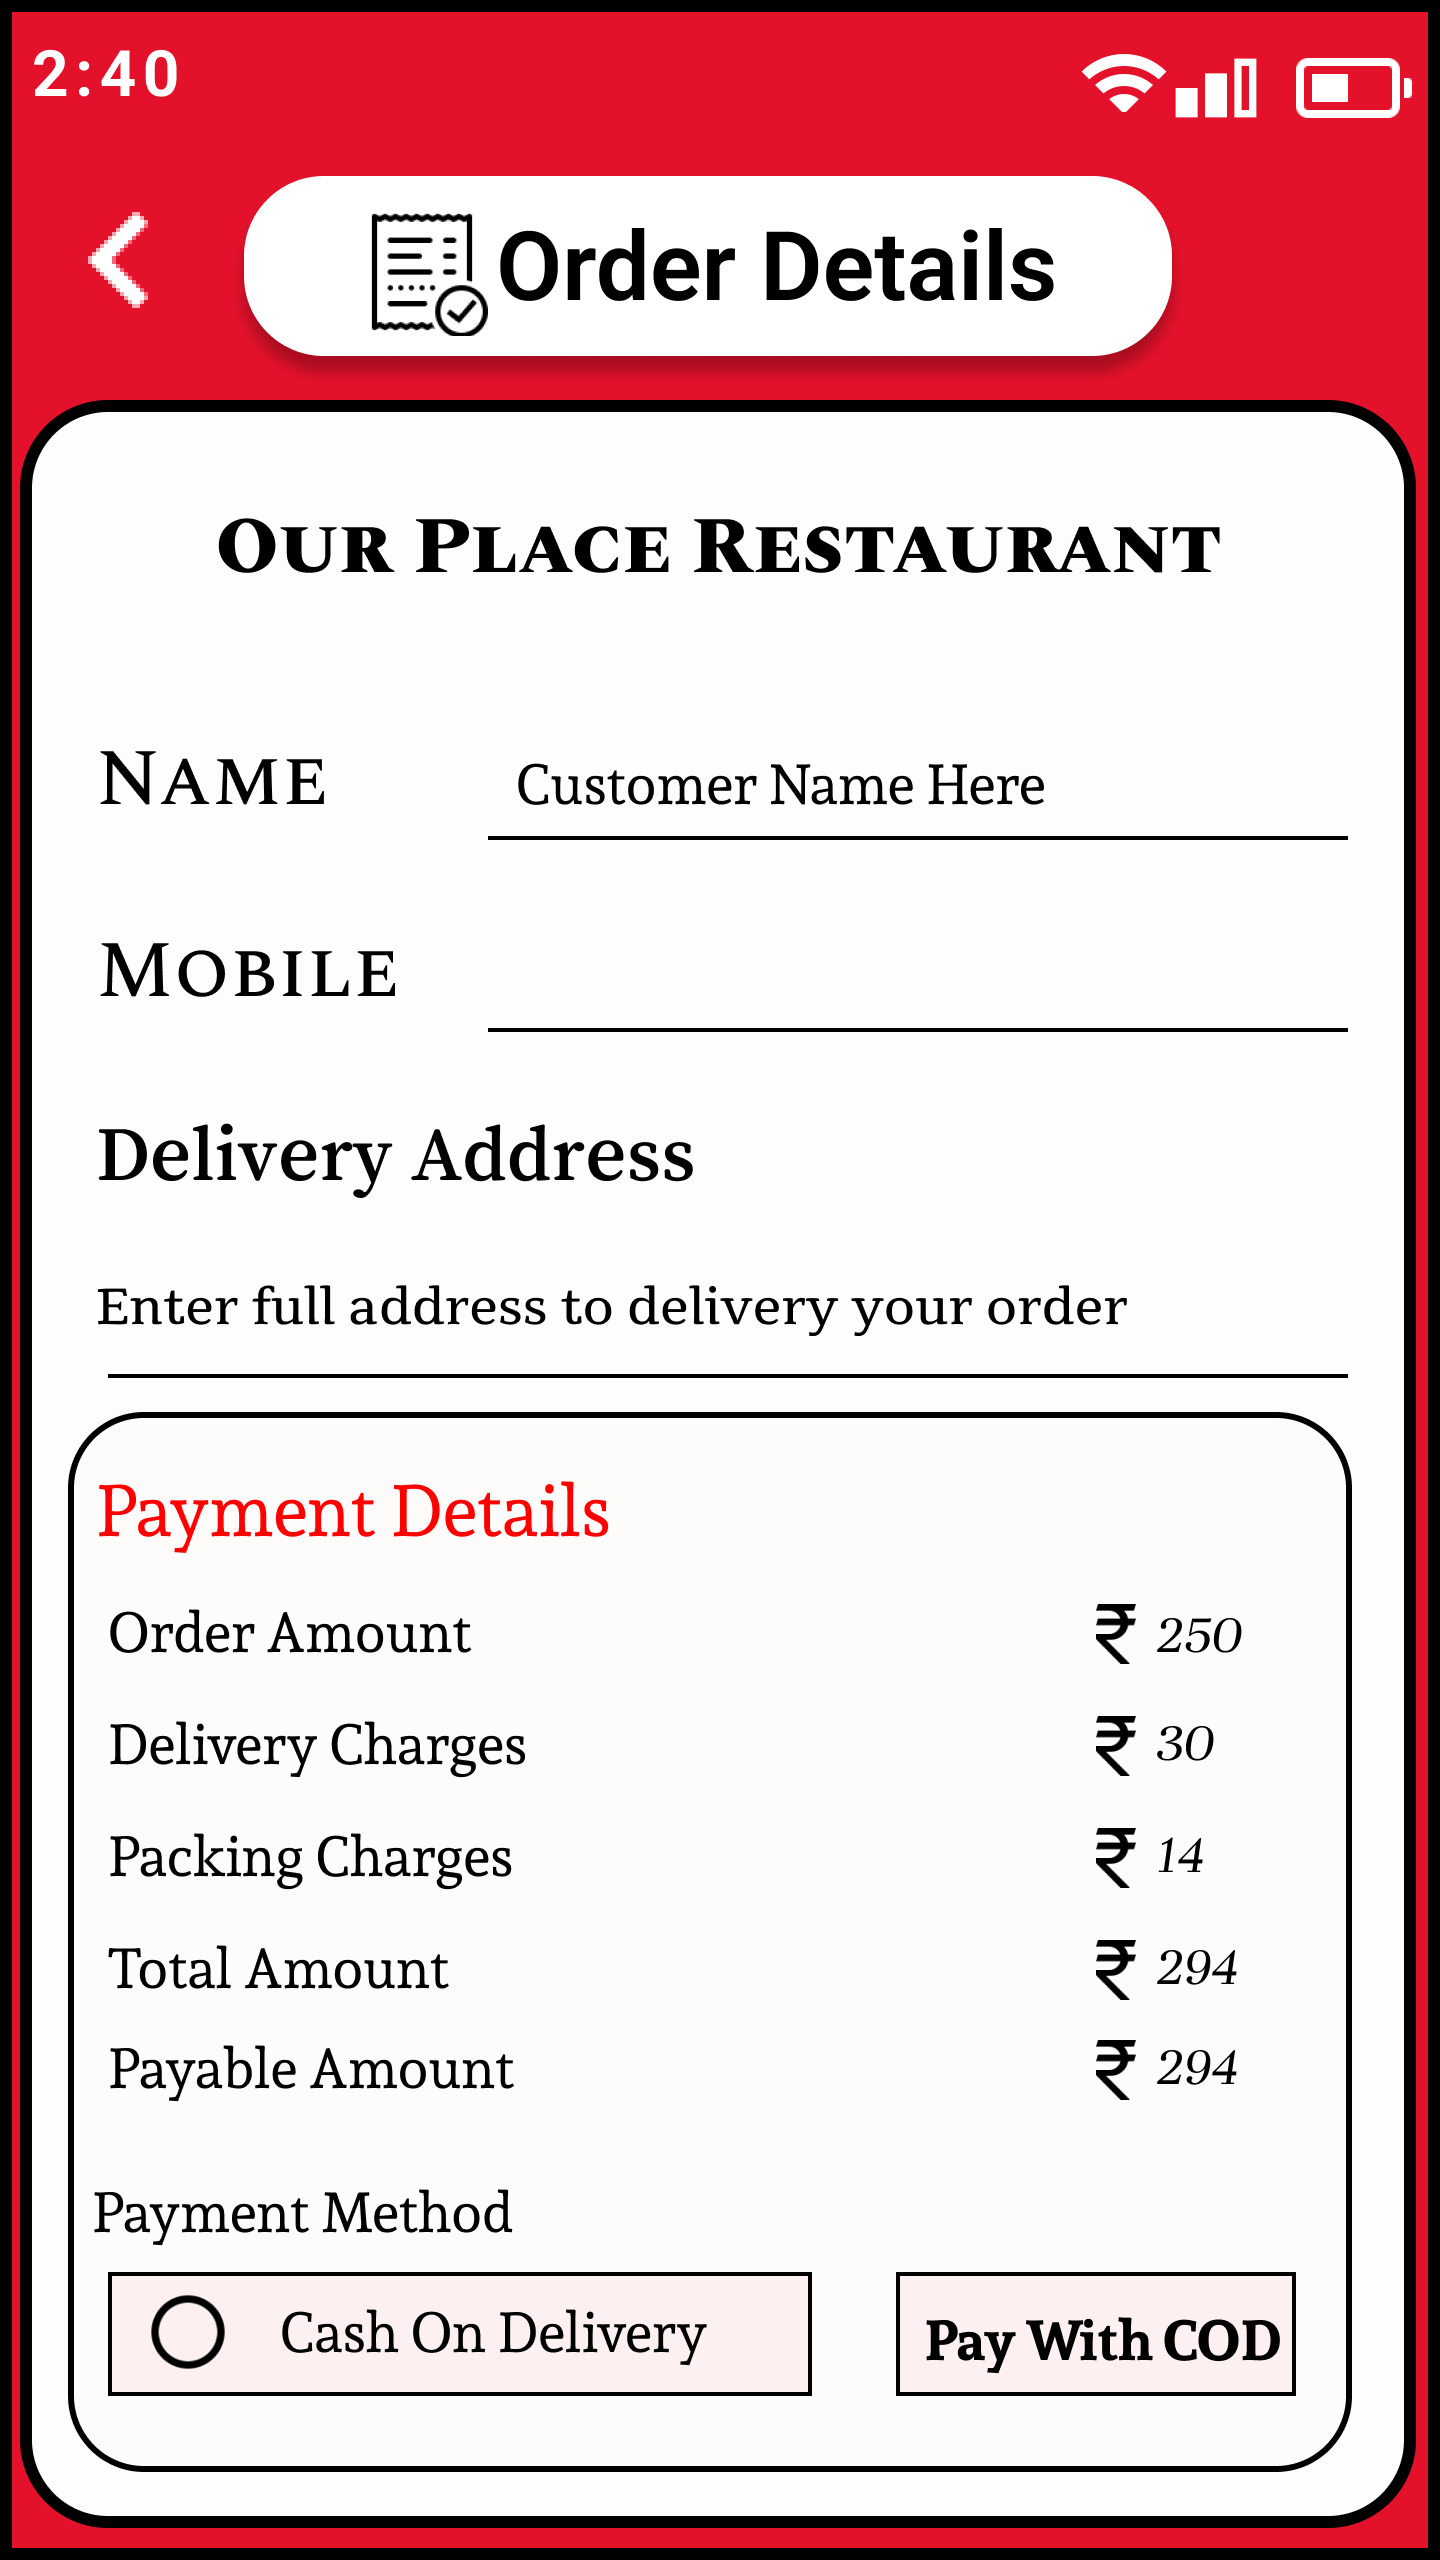 2:40
Order Details
OUR PLACE RESTAURANT
NAME Customer Name Here
MOBILE
Delivery Address
Enter full address to delivery your order
Payment Details
Order Amount ₹ 250
Delivery Charges ₹ 30
Packing Charges ₹ 14
Total Amount ₹ 294
Payable Amount ₹ 294
Payment Method
Cash On Delivery Pay With COD